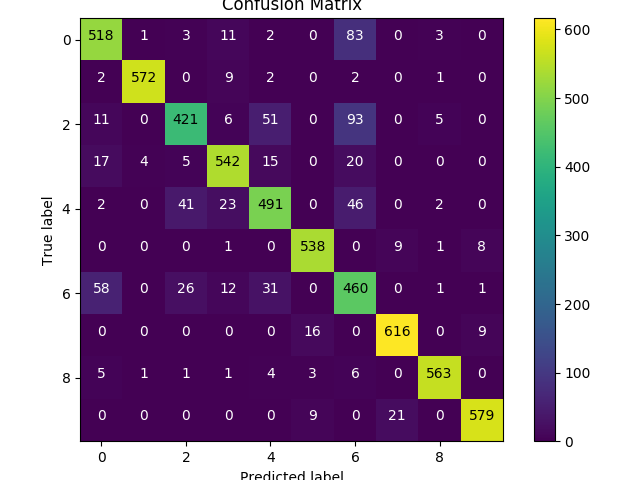 Confusion Matrix
0 518 1 3 11 2 0 83 0 3 0
2 572 0 9 2 0 2 0 1 0
2 11 0 421 6 51 0 93 0 5 0
17 4 5 542 15 0 20 0 0 0
4 2 0 41 23 491 0 46 0 2 0
0 0 0 1 0 538 0 9 1 8
6 58 0 26 12 31 0 460 0 1 1
0 0 0 0 0 16 0 616 0 9
8 5 1 1 1 4 3 6 0 563 0
0 0 0 0 0 9 0 21 0 579
0 2 4 6 8
Predicted label
True label
600
500
400
300
200
100
0